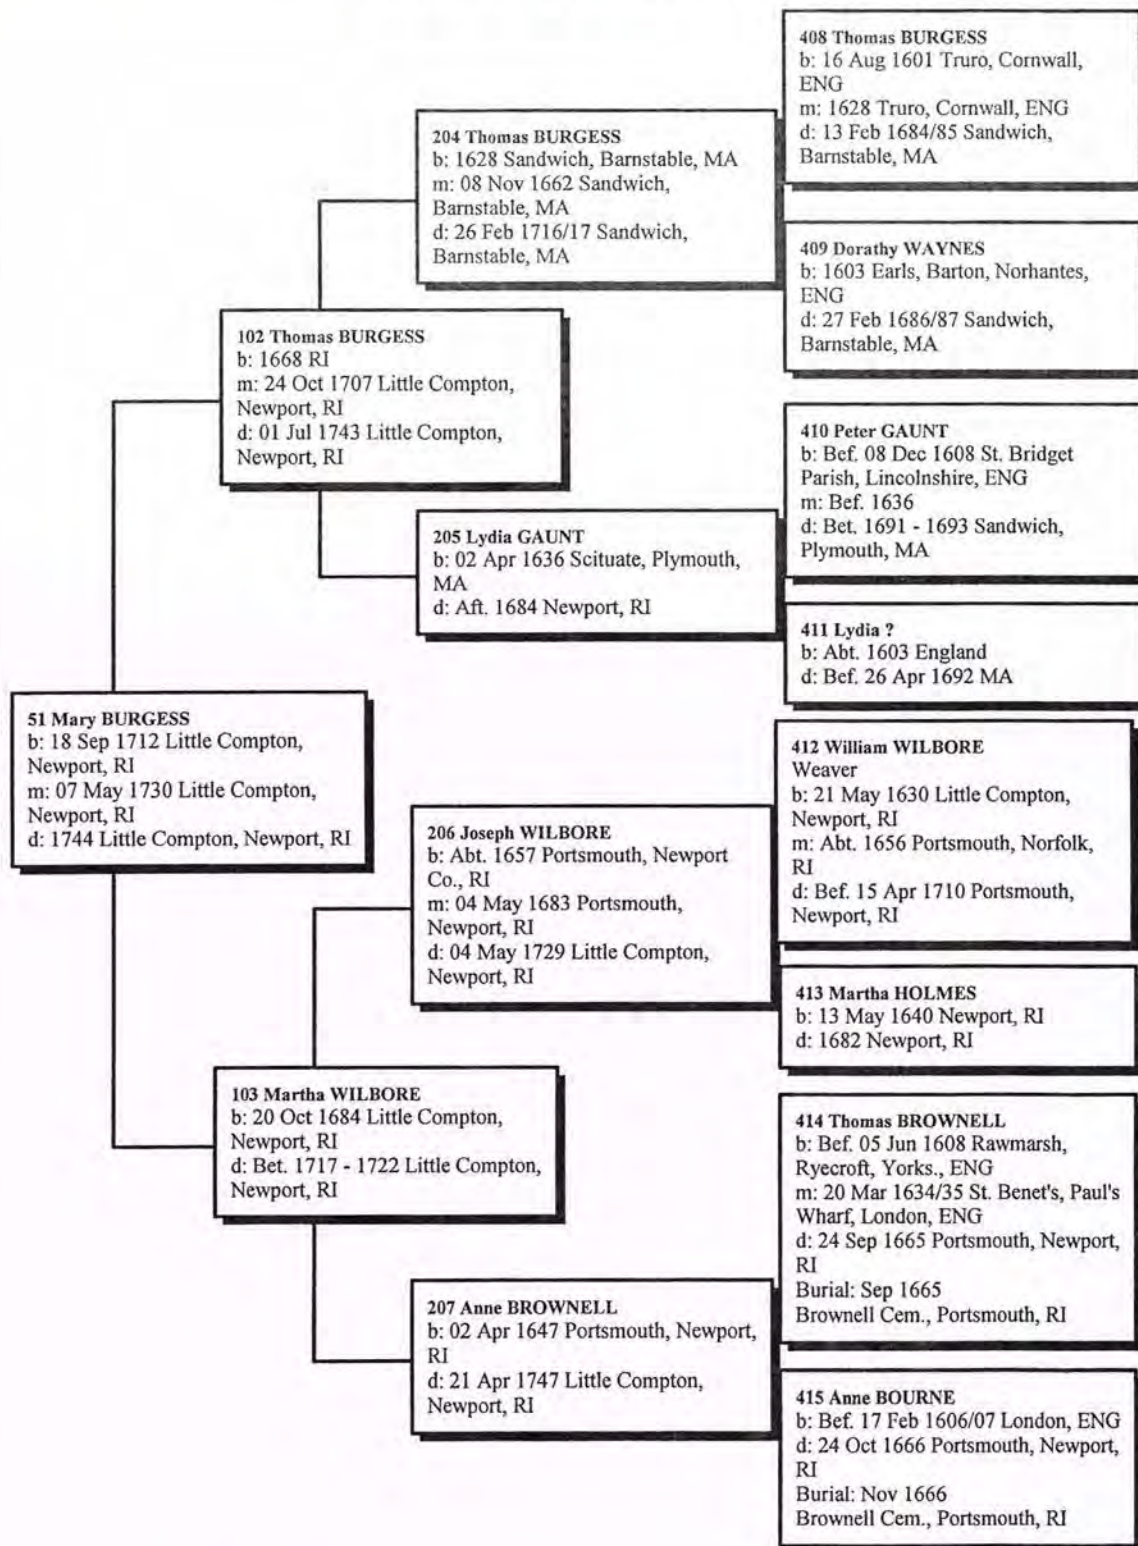 408 Thomas BURGESS
b: 16 Aug 1601 Truro, Cornwall,
ENG
m: 1628 Truro, Cornwall, ENG
d: 13 Feb 1684/85 Sandwich,
Barnstable, MA
204 Thomas BURGESS
b: 1628 Sandwich, Barnstable, MA
m: 08 Nov 1662 Sandwich,
Barnstable, MA
d: 26 Feb 1716/17 Sandwich,
Barnstable, MA
409 Dorathy WAYNES
b: 1603 Earls, Barton, Norhantes,
ENG
d: 27 Feb 1686/87 Sandwich,
Barnstable, MA
102 Thomas BURGESS
b: 1668 RI
m: 24 Oct 1707 Little Compton,
Newport, RI
d: 01 Jul 1743 Little Compton,
Newport, RI
410 Peter GAUNT
b: Bef. 08 Dec 1608 St. Bridget
Parish, Lincolnshire, ENG
m: Bef. 1636
d: Bet. 1691 - 1693 Sandwich,
Plymouth, MA
205 Lydia GAUNT
b: 02 Apr 1636 Scituate, Plymouth,
MA
d: Aft. 1684 Newport, RI
411 Lydia ?
b: Abt. 1603 England
d: Bef. 26 Apr 1692 MA
51 Mary BURGESS
b: 18 Sep 1712 Little Compton,
Newport, RI
m: 07 May 1730 Little Compton,
Newport, RI
d: 1744 Little Compton, Newport, RI
412 William WILBORE
Weaver
b: 21 May 1630 Little Compton,
Newport, RI
m: Abt. 1656 Portsmouth, Norfolk,
RI
d: Bef. 15 Apr 1710 Portsmouth,
Newport, RI
206 Joseph WILBORE
b: Abt. 1657 Portsmouth, Newport
Co., RI
m: 04 May 1683 Portsmouth,
Newport, RI
d: 04 May 1729 Little Compton,
Newport, RI
413 Martha HOLMES
b: 13 May 1640 Newport, RI
d: 1682 Newport, RI
103 Martha WILBORE
b: 20 Oct 1684 Little Compton,
Newport, RI
d: Bet. 1717 - 1722 Little Compton,
Newport, RI
414 Thomas BROWNELL
b: Bef. 05 Jun 1608 Rawmarsh,
Ryecroft, Yorks., ENG
m: 20 Mar 1634/35 St. Benet's, Paul's
Wharf, London, ENG
d: 24 Sep 1665 Portsmouth, Newport,
RI
Burial: Sep 1665
Brownell Cem., Portsmouth, RI
207 Anne BROWNELL
b: 02 Apr 1647 Portsmouth, Newport,
RI
d: 21 Apr 1747 Little Compton,
Newport, RI
415 Anne BOURNE
b: Bef. 17 Feb 1606/07 London, ENG
d: 24 Oct 1666 Portsmouth, Newport,
RI
Burial: Nov 1666
Brownell Cem., Portsmouth, RI